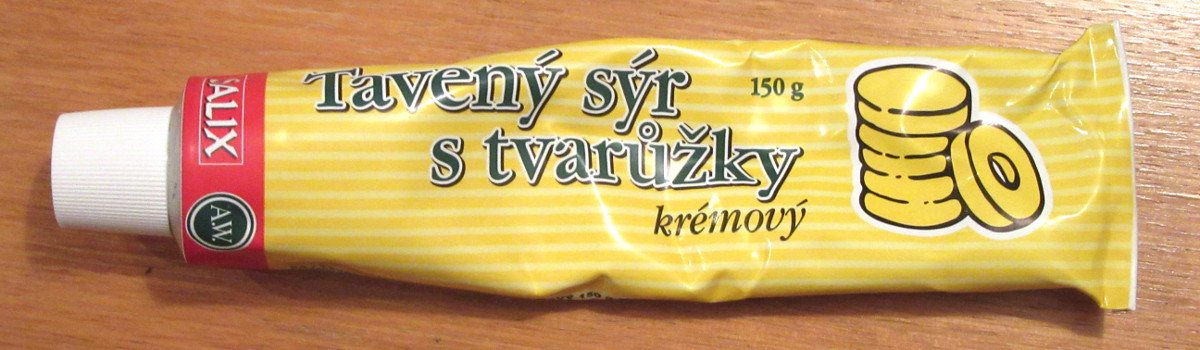 SALIX
A.W.
Tavený sýr
150 g
s tvarůžky
krémový